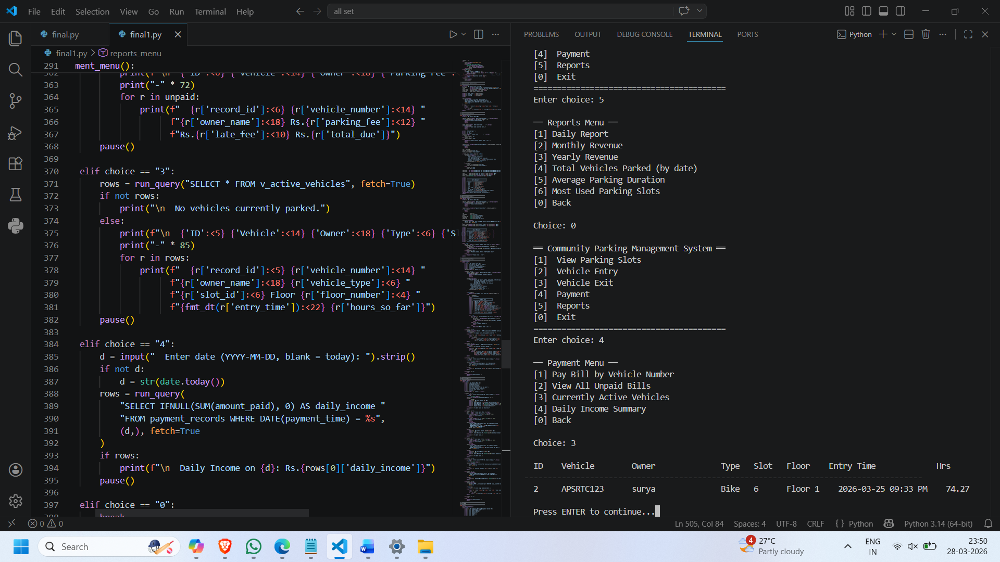 File Edit Selection View Go Run Terminal Help
all set
final.py
final1.py
final1.py > reports_menu
291 ment_menu():
363 print("-" * 72)
364 for r in unpaid:
365 print(f"  {r['record_id']:<6} {r['vehicle_number']:<14} "
366 f"{r['owner_name']:<18} Rs.{r['parking_fee']:<12} "
367 f"Rs.{r['late_fee']:<10} Rs.{r['total_due']}")
368 pause()
369
370 elif choice == "3":
371 rows = run_query("SELECT * FROM v_active_vehicles", fetch=True)
372 if not rows:
373 print("\n  No vehicles currently parked.")
374 else:
375 print(f"\n  {'ID':<5} {'Vehicle':<14} {'Owner':<18} {'Type':<6} {'S
376 print("-" * 85)
377 for r in rows:
378 print(f"  {r['record_id']:<5} {r['vehicle_number']:<14} "
379 f"{r['owner_name']:<18} {r['vehicle_type']:<6} "
380 f"{r['slot_id']:<6} Floor {r['floor_number']:<4} "
381 f"{fmt_dt(r['entry_time']):<22} {r['hours_so_far']}")
382 pause()
383
384 elif choice == "4":
385 d = input("  Enter date (YYYY-MM-DD, blank = today): ").strip()
386 if not d:
387 d = str(date.today())
388 rows = run_query(
389 "SELECT IFNULL(SUM(amount_paid), 0) AS daily_income "
390 "FROM payment_records WHERE DATE(payment_time) = %s",
391 (d,), fetch=True
392 )
393 if rows:
394 print(f"\n  Daily Income on {d}: Rs.{rows[0]['daily_income']}")
395 pause()
396
397 elif choice == "0":
PROBLEMS OUTPUT DEBUG CONSOLE TERMINAL PORTS
Python
[4]  Payment
[5]  Reports
[0]  Exit
=========================================
Enter choice: 5
── Reports Menu ──
[1] Daily Report
[2] Monthly Revenue
[3] Yearly Revenue
[4] Total Vehicles Parked (by date)
[5] Average Parking Duration
[6] Most Used Parking Slots
[0] Back
Choice: 0
══ Community Parking Management System ══
[1]  View Parking Slots
[2]  Vehicle Entry
[3]  Vehicle Exit
[4]  Payment
[5]  Reports
[0]  Exit
=========================================
Enter choice: 4
── Payment Menu ──
[1] Pay Bill by Vehicle Number
[2] View All Unpaid Bills
[3] Currently Active Vehicles
[4] Daily Income Summary
[0] Back
Choice: 3
ID Vehicle Owner Type Slot Floor Entry Time Hrs
-------------------------------------------------------------------------------------
2 APSRTC123 surya Bike 6 Floor 1 2026-03-25 09:33 PM 74.27
Press ENTER to continue...
0 0
Ln 505, Col 84 Spaces: 4 UTF-8 CRLF {} Python Python 3.14 (64-bit)
Search
4
27°C
Partly cloudy
ENG
IN
23:50
28-03-2026